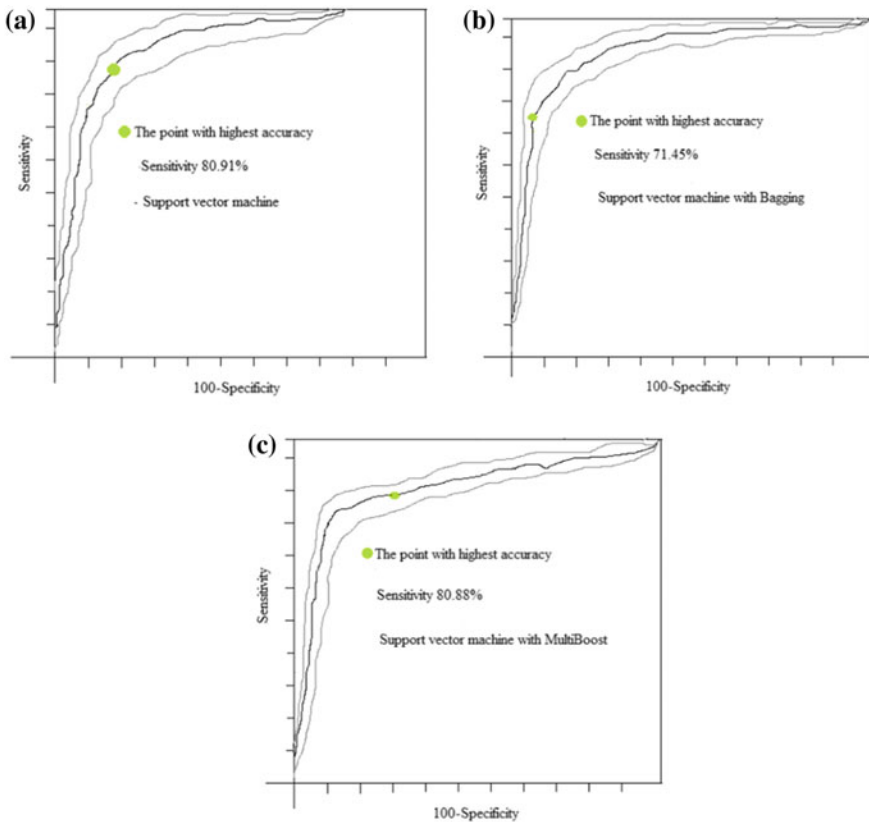 (a)
Sensitivity
The point with highest accuracy
Sensitivity 80.91%
Support vector machine
100-Specificity
(b)
Sensitivity
The point with highest accuracy
Sensitivity 71.45%
Support vector machine with Bagging
100-Specificity
(c)
Sensitivity
The point with highest accuracy
Sensitivity 80.88%
Support vector machine with MultiBoost
100-Specificity